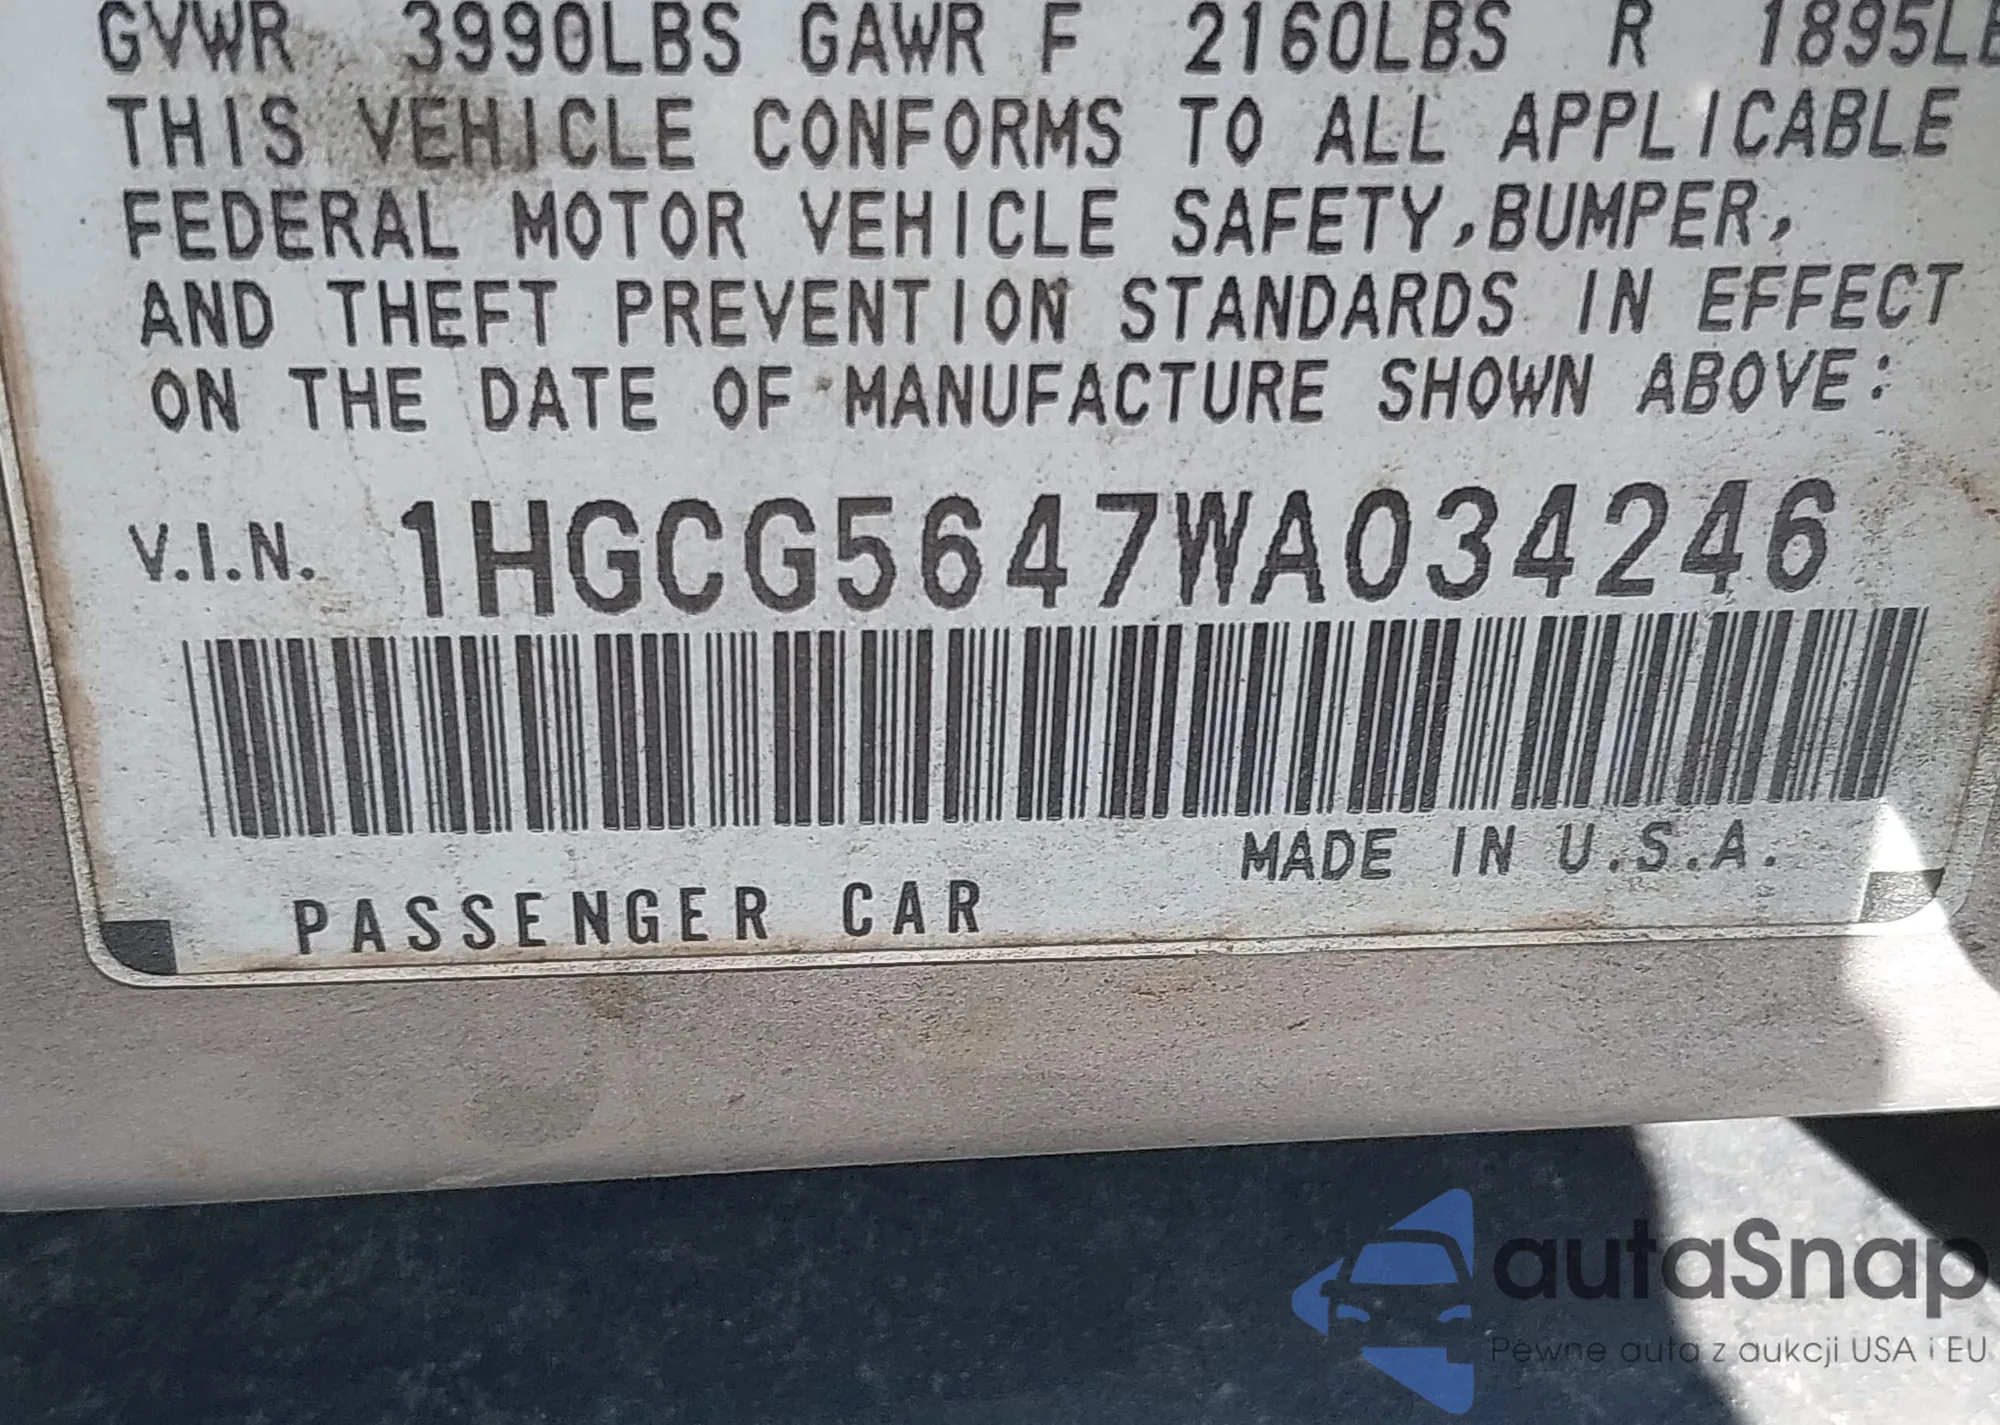 GVWR 3990LBS GAWR F 2160LBS R 1895LB
THIS VEHICLE CONFORMS TO ALL APPLICABLE
FEDERAL MOTOR VEHICLE SAFETY, BUMPER,
AND THEFT PREVENTION STANDARDS IN EFFECT
ON THE DATE OF MANUFACTURE SHOWN ABOVE:
V.I.N. 1HGCG5647WA034246
MADE IN U.S.A.
PASSENGER CAR
autaSnap
Pewne auta z aukcji USA i EU